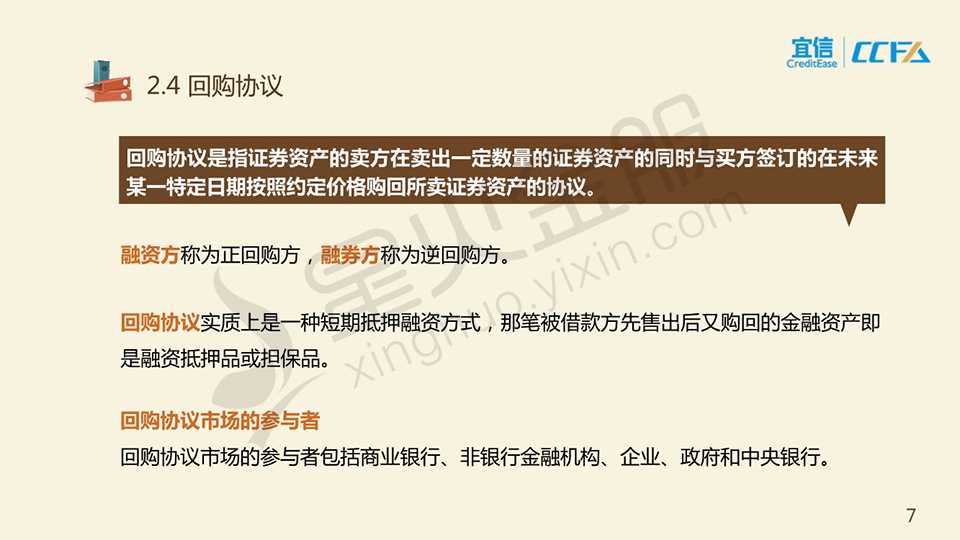 宜信
CreditEase
CCFA
2.4 回购协议
回购协议是指证券资产的卖方在卖出一定数量的证券资产的同时与买方签订的在未来
某一特定日期按照约定价格购回所卖证券资产的协议。
融资方称为正回购方，融券方称为逆回购方。
回购协议实质上是一种短期抵押融资方式，那笔被借款方先售出后又购回的金融资产即
是融资抵押品或担保品。
回购协议市场的参与者
回购协议市场的参与者包括商业银行、非银行金融机构、企业、政府和中央银行。
星火金服
xinghuo.yixin.com
7